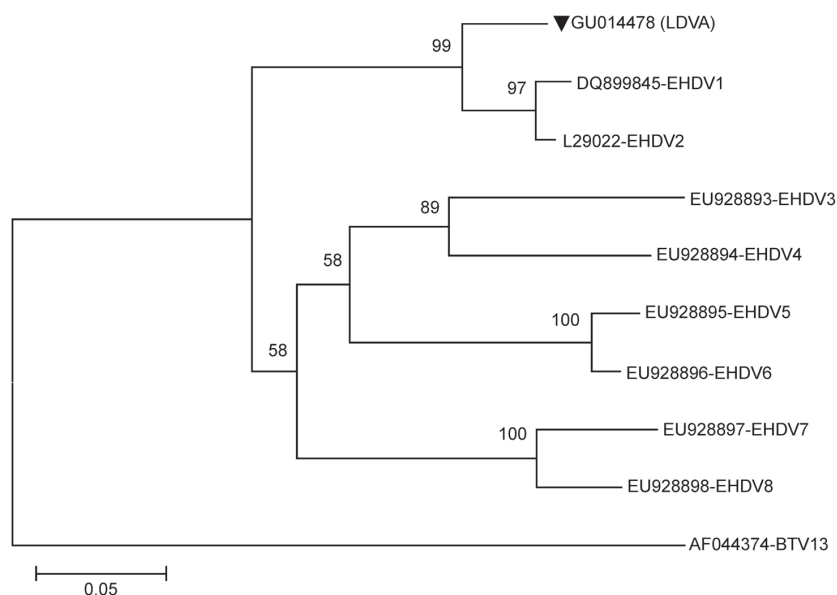 GU014478 (LDVA)
99
97
DQ899845-EHDV1
L29022-EHDV2
EU928893-EHDV3
89
EU928894-EHDV4
58
EU928895-EHDV5
100
58
EU928896-EHDV6
EU928897-EHDV7
100
EU928898-EHDV8
AF044374-BTV13
0.05